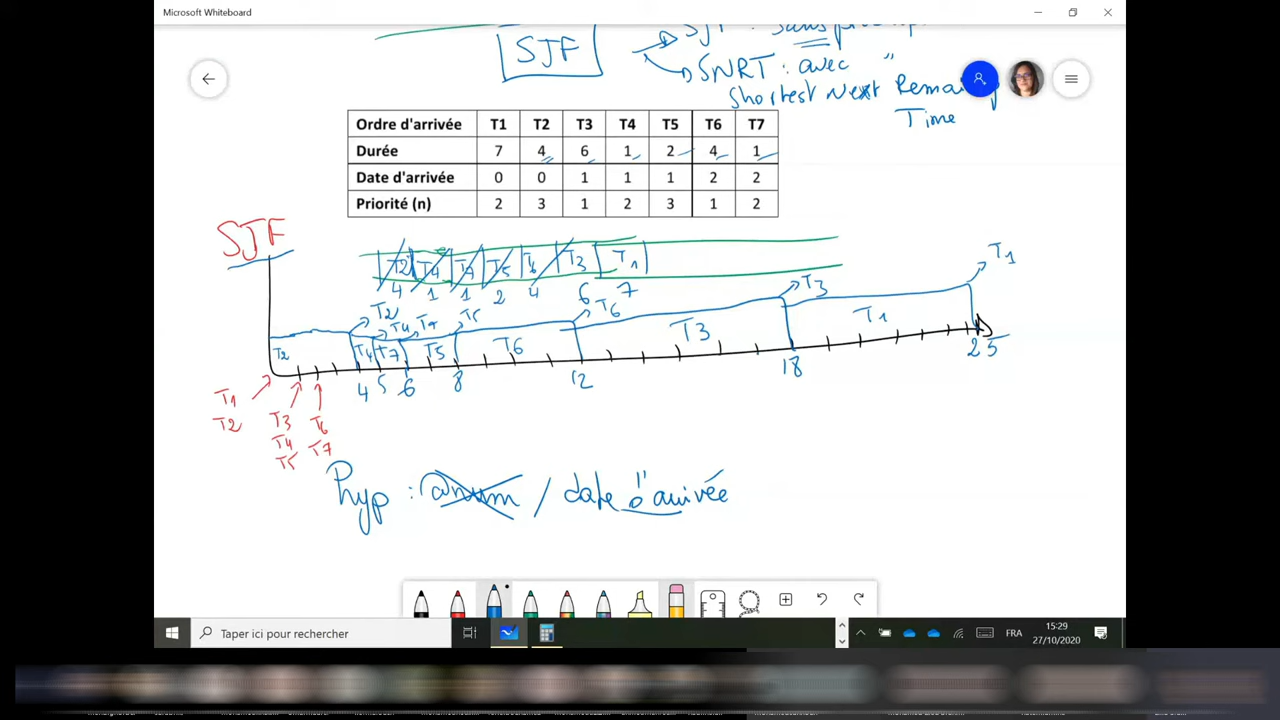 Microsoft Whiteboard
SJF
SJF : sans
SNRT : avec "
Shortest Next
Time
Ordre d'arrivée T1 T2 T3 T4 T5 T6 T7
Durée 7 4 6 1 2 4 1
Date d'arrivée 0 0 1 1 1 2 2
Priorité (n) 2 3 1 2 3 1 2
SJF
T2 T4 T7 T5 T6 T3 T1
4 1 1 2 4 6 7
T2 T4 T7 T5 T6 T3 T1
T2 T4 T7 T5 T6 T3 T1
4 5 6 8 12 18 25
T1 T3 T6
T2 T4 T7
T5
Hyp : / date d'arrivée
Taper ici pour rechercher
FRA
15:29
27/10/2020